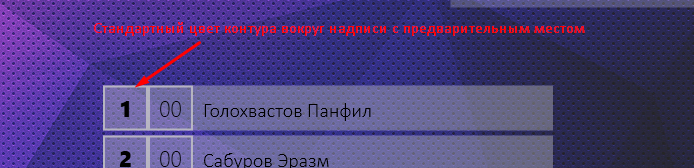 Стандартный цвет контура вокруг надписи с предварительным местом
1 00 Голохвастов Панфил
2 00 Сабуров Эразм